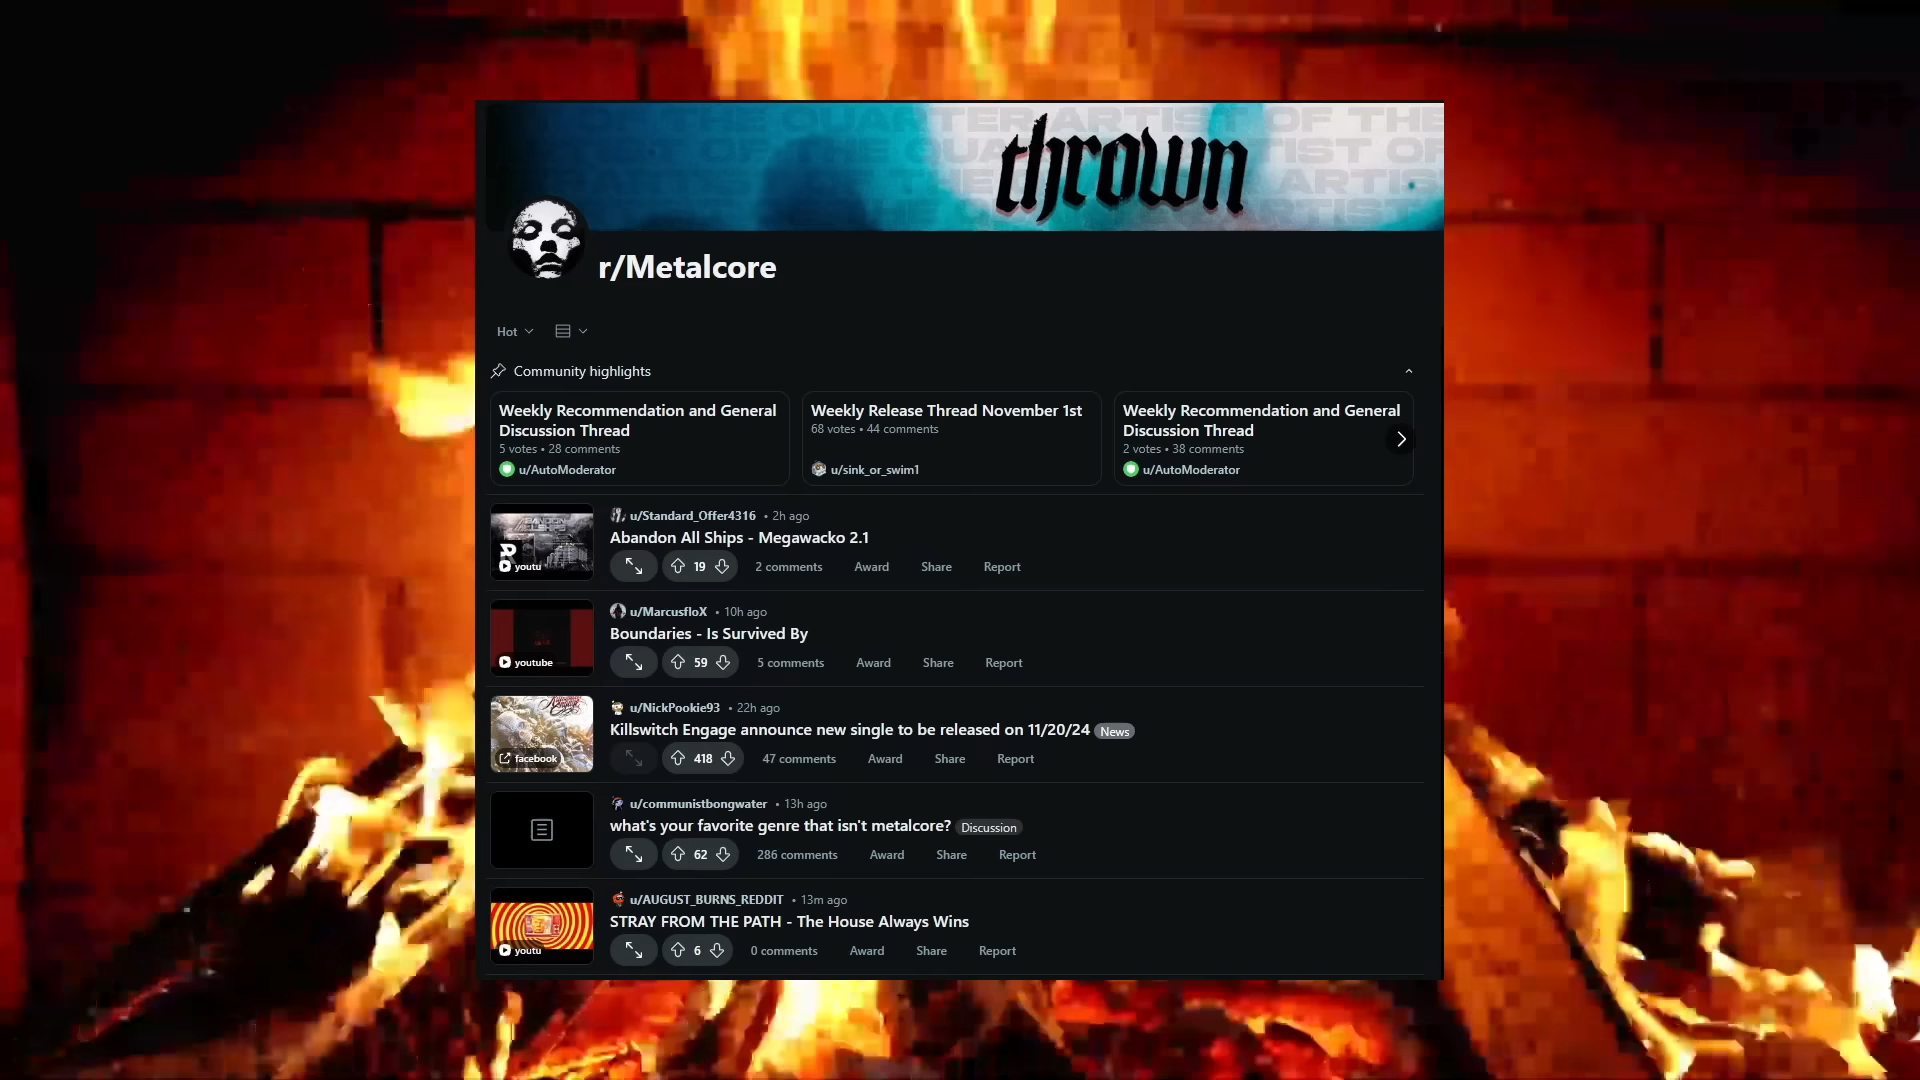 OF THE QUARTER ARTIST OF THE
thrown
r/Metalcore
Hot
Community highlights
Weekly Recommendation and General
Discussion Thread
5 votes • 28 comments
u/AutoModerator
Weekly Release Thread November 1st
68 votes • 44 comments
u/sink_or_swim1
Weekly Recommendation and General
Discussion Thread
2 votes • 38 comments
u/AutoModerator
u/Standard_Offer4316 • 2h ago
Abandon All Ships - Megawacko 2.1
youtu
19 2 comments Award Share Report
u/MarcusfloX • 10h ago
Boundaries - Is Survived By
youtube
59 5 comments Award Share Report
u/NickPookie93 • 22h ago
Killswitch Engage announce new single to be released on 11/20/24 News
facebook
418 47 comments Award Share Report
u/communistbongwater • 13h ago
what's your favorite genre that isn't metalcore? Discussion
62 286 comments Award Share Report
u/AUGUST_BURNS_REDDIT • 13m ago
STRAY FROM THE PATH - The House Always Wins
youtu
6 0 comments Award Share Report